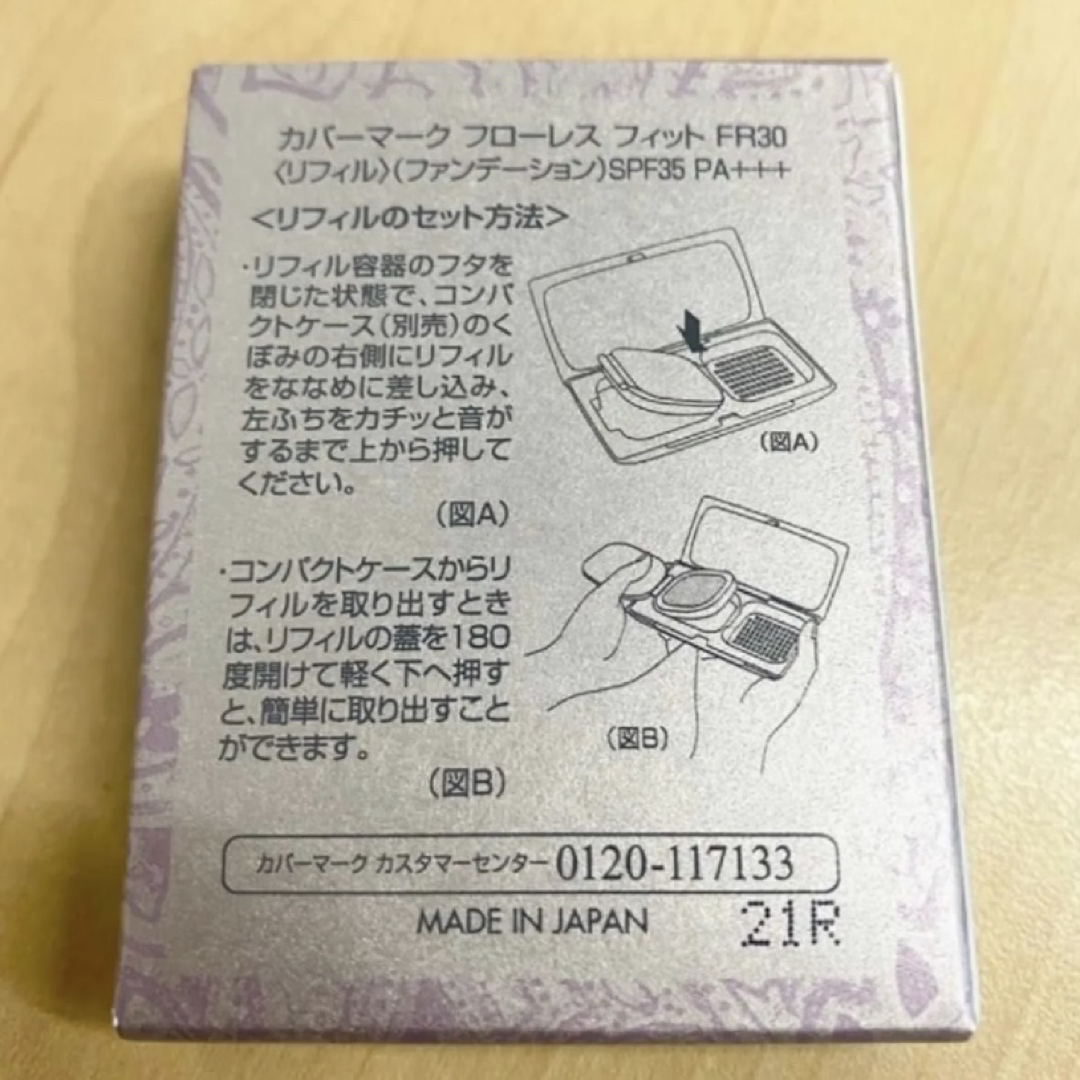 カバーマーク フローレス フィット FR30
〈リフィル〉(ファンデーション)SPF35 PA+++
<リフィルのセット方法>
・リフィル容器のフタを
閉じた状態で、コンパ
クトケース(別売)のく
ぼみの右側にリフィル
をななめに差し込み、
左ふちをカチッと音が
するまで上から押して
ください。
(図A)
(図A)
・コンパクトケースからリ
フィルを取り出すとき
は、リフィルの蓋を180
度開けて軽く下へ押す
と、簡単に取り出すこと
ができます。
(図B)
(図B)
カバーマーク カスタマーセンター 0120-117133
MADE IN JAPAN
21R